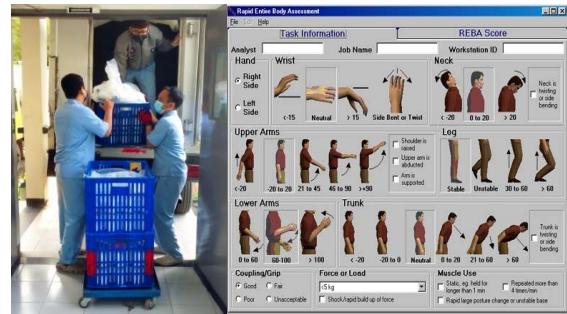 Rapid Entire Body Assessment
File Help
Task Information REBA Score
Analyst Job Name Workstation ID
Hand Wrist Neck
Right Side
Left Side
<-15 Neutral > 15 Side Bent or Twist
< -20 0 to 20 > 20
Neck is twisting or side bending
Upper Arms Leg
<-20 -20 to 20 21 to 45 46 to 90 >+90
Shoulder is raised
Upper arm is abducted
Arm is supported
Stable Unstable 30 to 60 > 60
Lower Arms Trunk
0 to 60 60-100 > 100
< -20 -20 to 0 Neutral 0 to 20 21 to 60 > 60
Trunk is twisting or side bending
Coupling/Grip Force or Load Muscle Use
Good Fair
Poor Unacceptable
<5 kg
Shock/rapid build up of force
Static, eg. held for longer than 1 min
Repeated more than 4 times/min
Rapid large posture change or unstable base